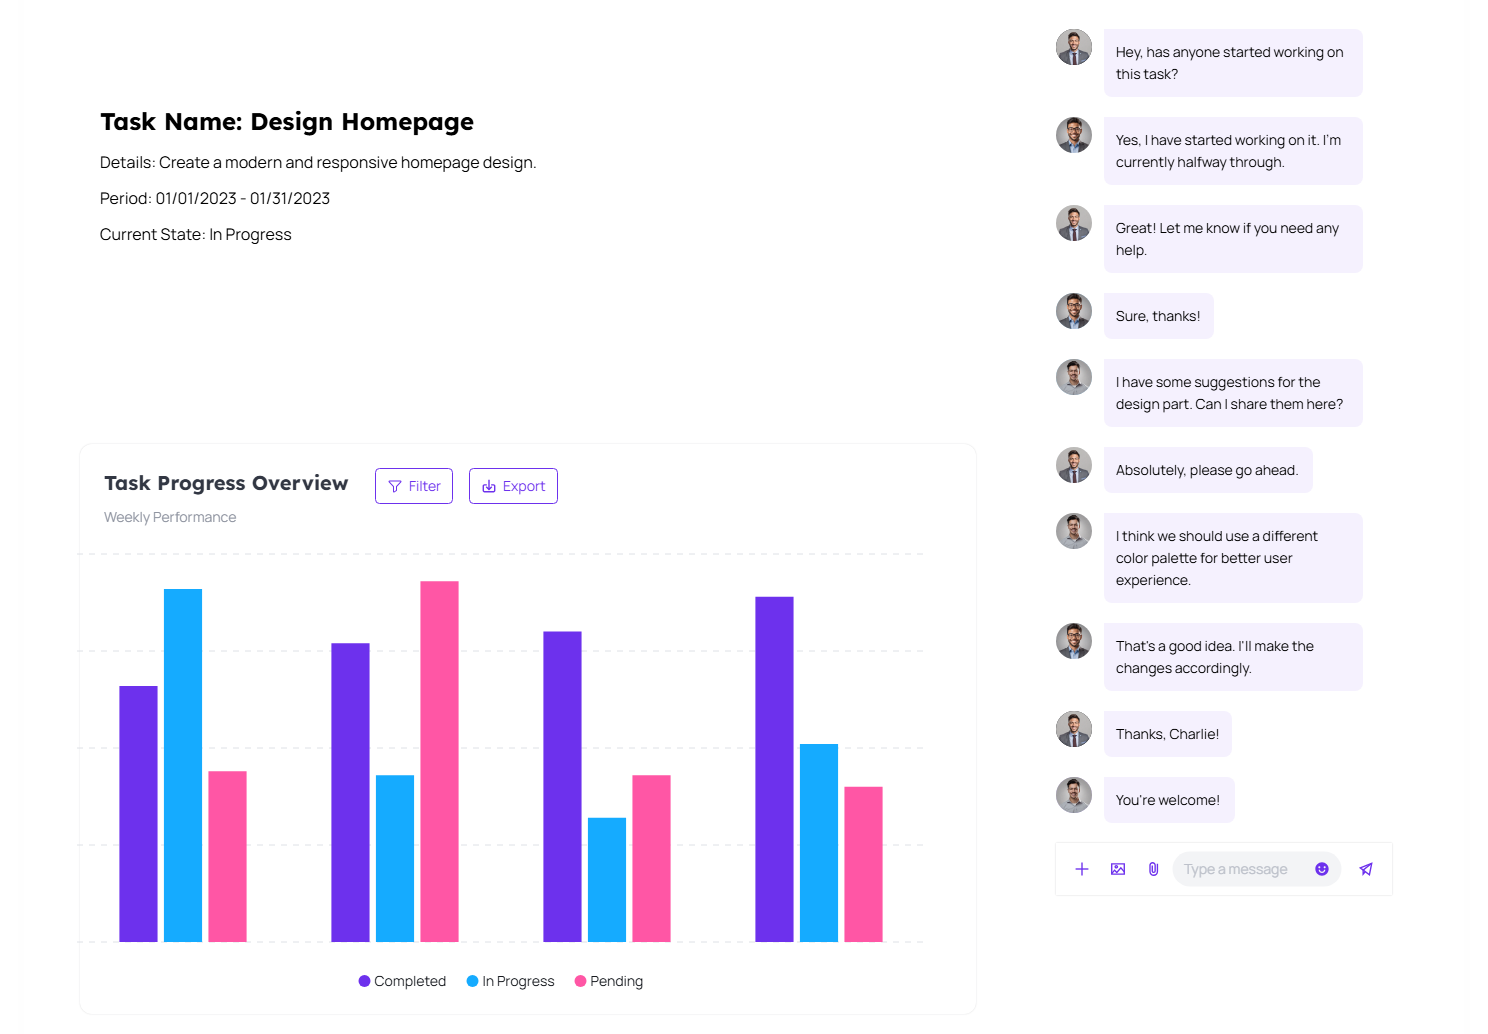 Task Name: Design Homepage
Details: Create a modern and responsive homepage design.
Period: 01/01/2023 - 01/31/2023
Current State: In Progress
Task Progress Overview
Filter
Export
Weekly Performance
Completed
In Progress
Pending
Hey, has anyone started working on
this task?
Yes, I have started working on it. I'm
currently halfway through.
Great! Let me know if you need any
help.
Sure, thanks!
I have some suggestions for the
design part. Can I share them here?
Absolutely, please go ahead.
I think we should use a different
color palette for better user
experience.
That's a good idea. I'll make the
changes accordingly.
Thanks, Charlie!
You're welcome!
Type a message